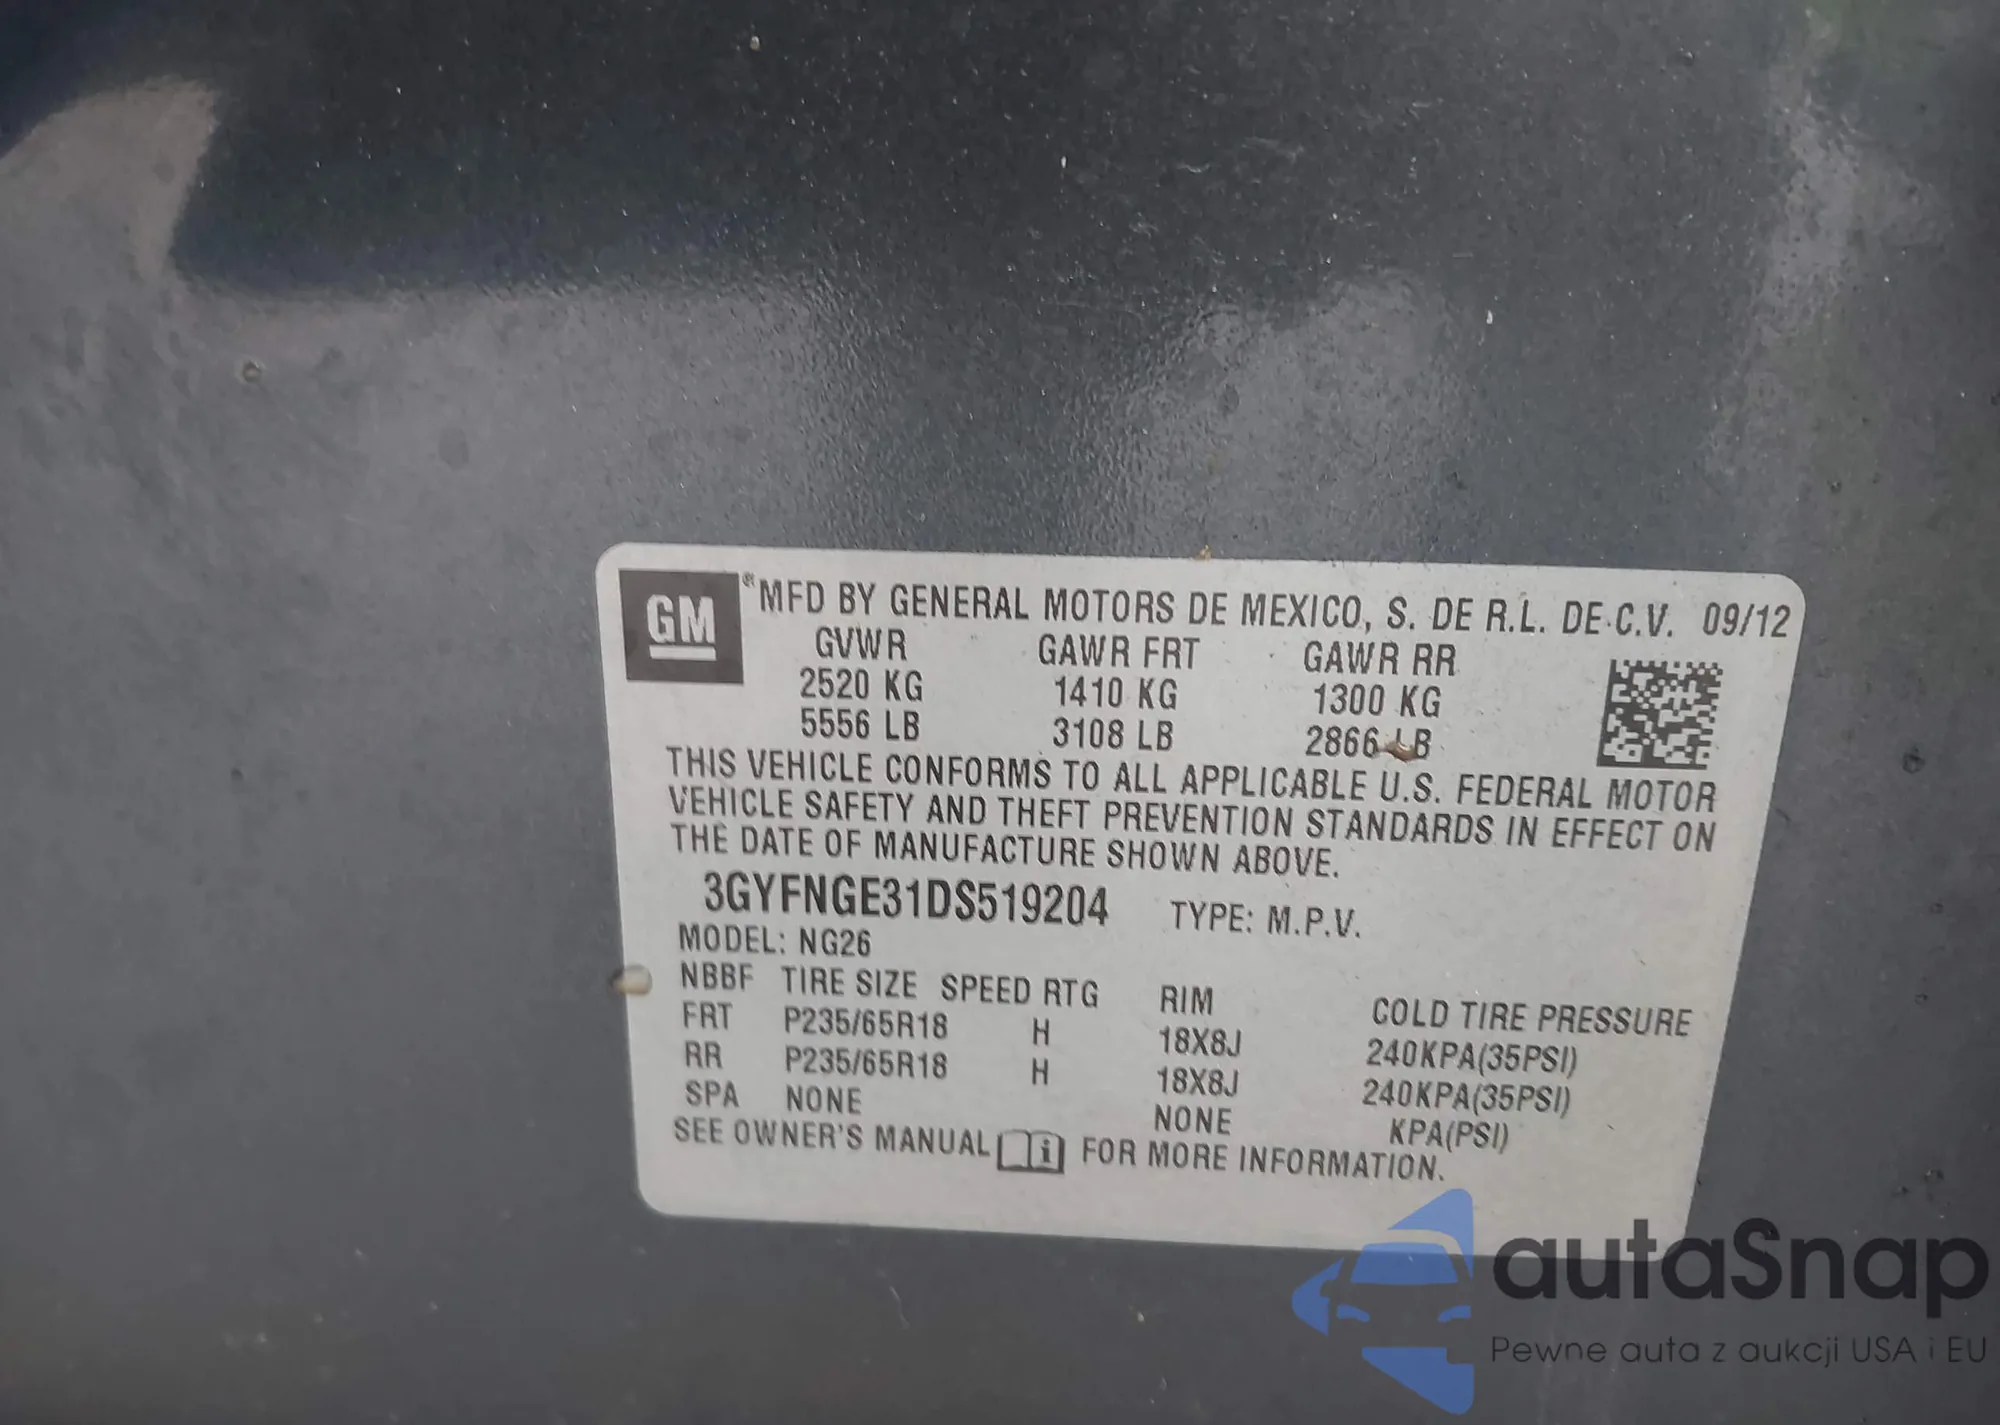 GM ® MFD BY GENERAL MOTORS DE MEXICO, S. DE R.L. DE C.V. 09/12
GVWR GAWR FRT GAWR RR
2520 KG 1410 KG 1300 KG
5556 LB 3108 LB 2866 LB
THIS VEHICLE CONFORMS TO ALL APPLICABLE U.S. FEDERAL MOTOR
VEHICLE SAFETY AND THEFT PREVENTION STANDARDS IN EFFECT ON
THE DATE OF MANUFACTURE SHOWN ABOVE.
3GYFNGE31DS519204 TYPE: M.P.V.
MODEL: NG26
NBBF TIRE SIZE SPEED RTG RIM COLD TIRE PRESSURE
FRT P235/65R18 H 18X8J 240KPA(35PSI)
RR P235/65R18 H 18X8J 240KPA(35PSI)
SPA NONE NONE KPA(PSI)
SEE OWNER'S MANUAL i FOR MORE INFORMATION.
autaSnap
Pewne auta z aukcji USA i EU